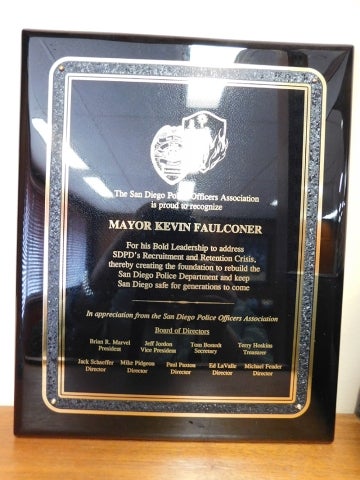 The San Diego Police Officers Association
is proud to recognize
MAYOR KEVIN FAULCONER
For his Bold Leadership to address
SDPD's Recruitment and Retention Crisis,
thereby creating the foundation to rebuild the
San Diego Police Department and keep
San Diego safe for generations to come
In appreciation from the San Diego Police Officers Association
Board of Directors
Brian R. Marvel Jeff Jordon Tom Bostedt Terry Hoskins
President Vice President Secretary Treasurer
Jack Schaeffer Mike Pidgeon Paul Paxton Ed LaValle Michael Feador
Director Director Director Director Director